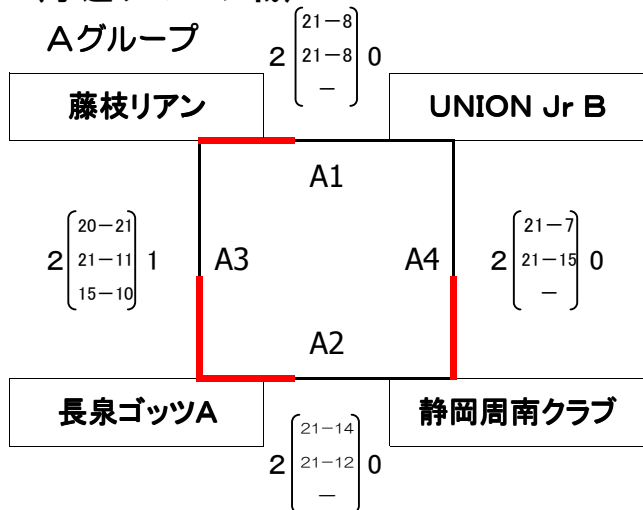 Aグループ
2 21-8 0
21-8
-
藤枝リアン
UNION Jr B
A1
2 20-21 1
21-11
15-10
A3
A4
2 21-7 0
21-15
-
A2
長泉ゴッツA
静岡周南クラブ
2 21-14 0
21-12
-